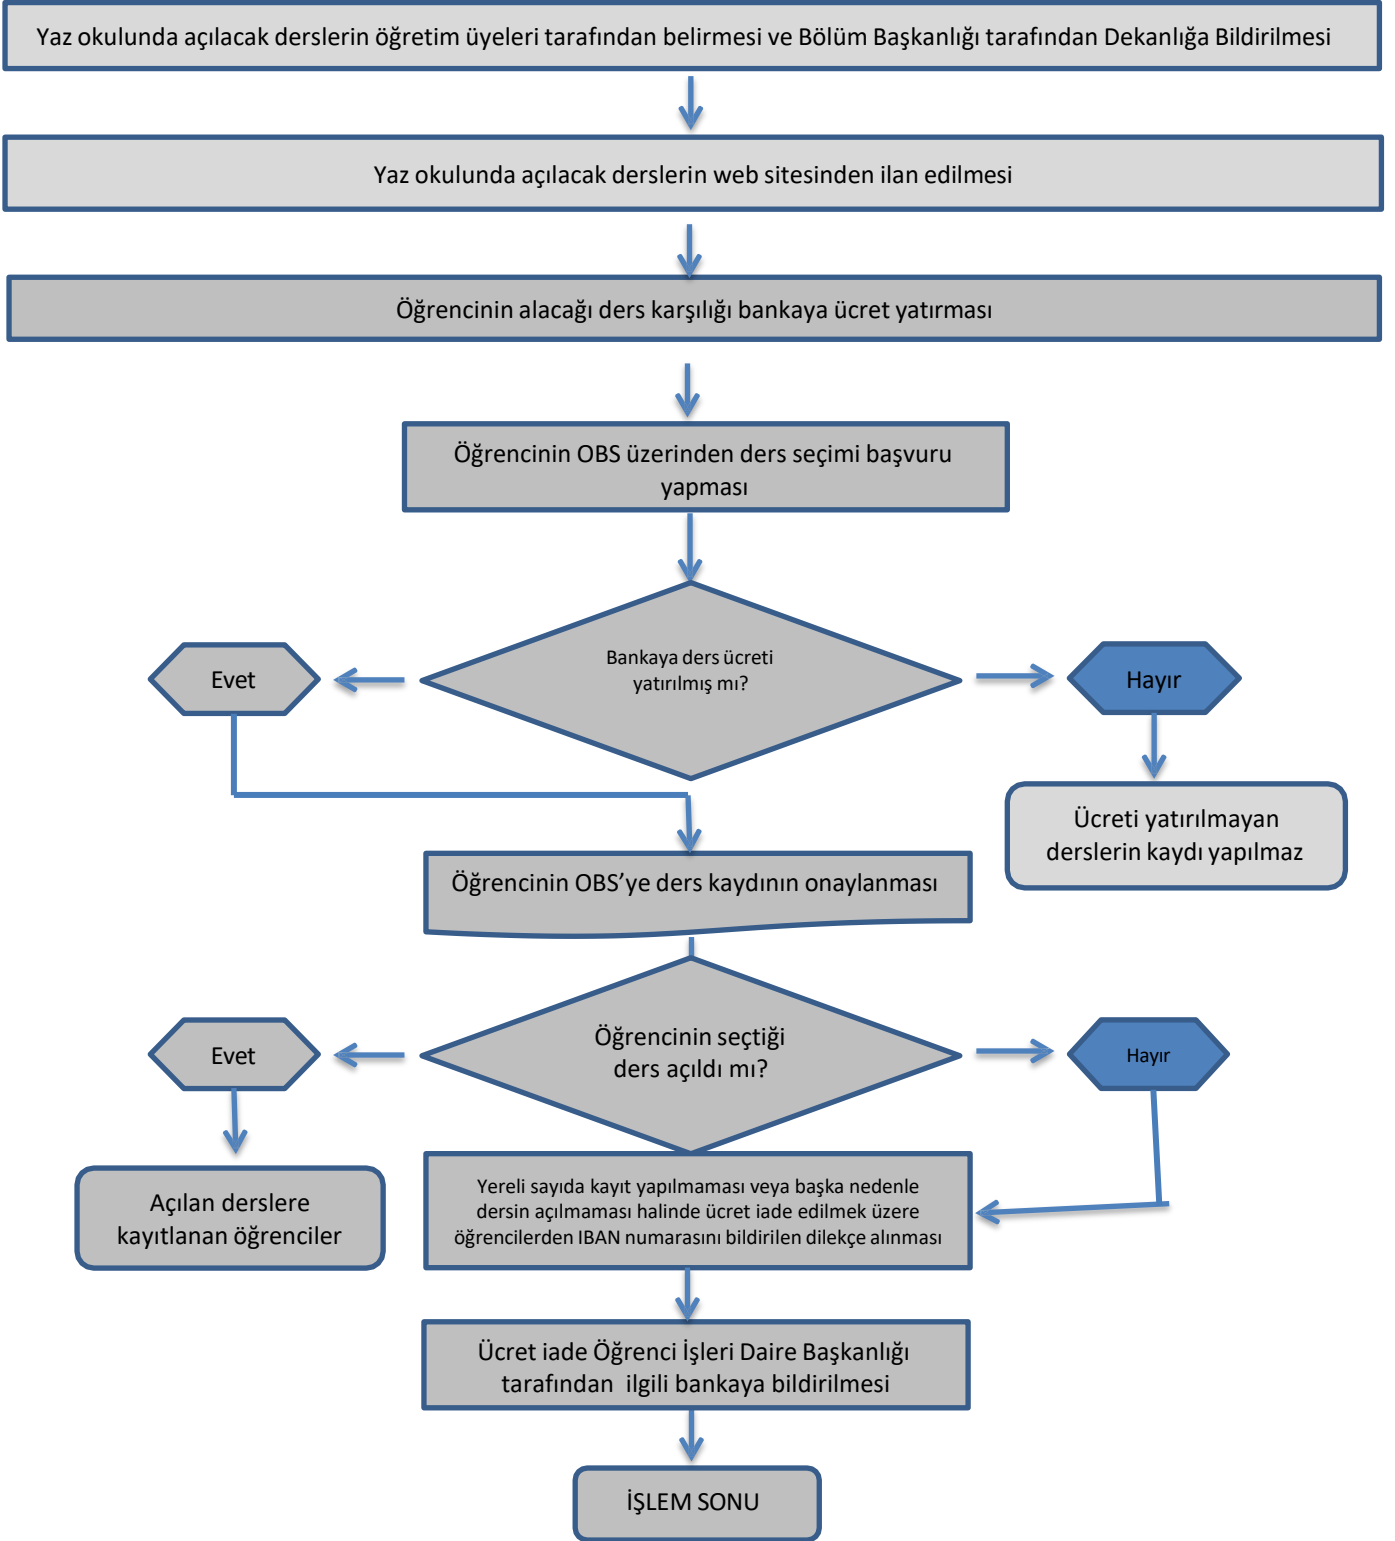 Yaz okulunda açılacak derslerin öğretim üyeleri tarafından belirmesi ve Bölüm Başkanlığı tarafından Dekanlığa Bildirilmesi
Yaz okulunda açılacak derslerin web sitesinden ilan edilmesi
Öğrencinin alacağı ders karşılığı bankaya ücret yatırması
Öğrencinin OBS üzerinden ders seçimi başvuru
yapması
Bankaya ders ücreti
yatırılmış mı?
Evet
Hayır
Ücreti yatırılmayan
derslerin kaydı yapılmaz
Öğrencinin OBS’ye ders kaydının onaylanması
Öğrencinin seçtiği
ders açıldı mı?
Evet
Hayır
Açılan derslere
kayıtlanan öğrenciler
Yereli sayıda kayıt yapılmaması veya başka nedenle
dersin açılmaması halinde ücret iade edilmek üzere
öğrencilerden IBAN numarasını bildirilen dilekçe alınması
Ücret iade Öğrenci İşleri Daire Başkanlığı
tarafından ilgili bankaya bildirilmesi
İŞLEM SONU